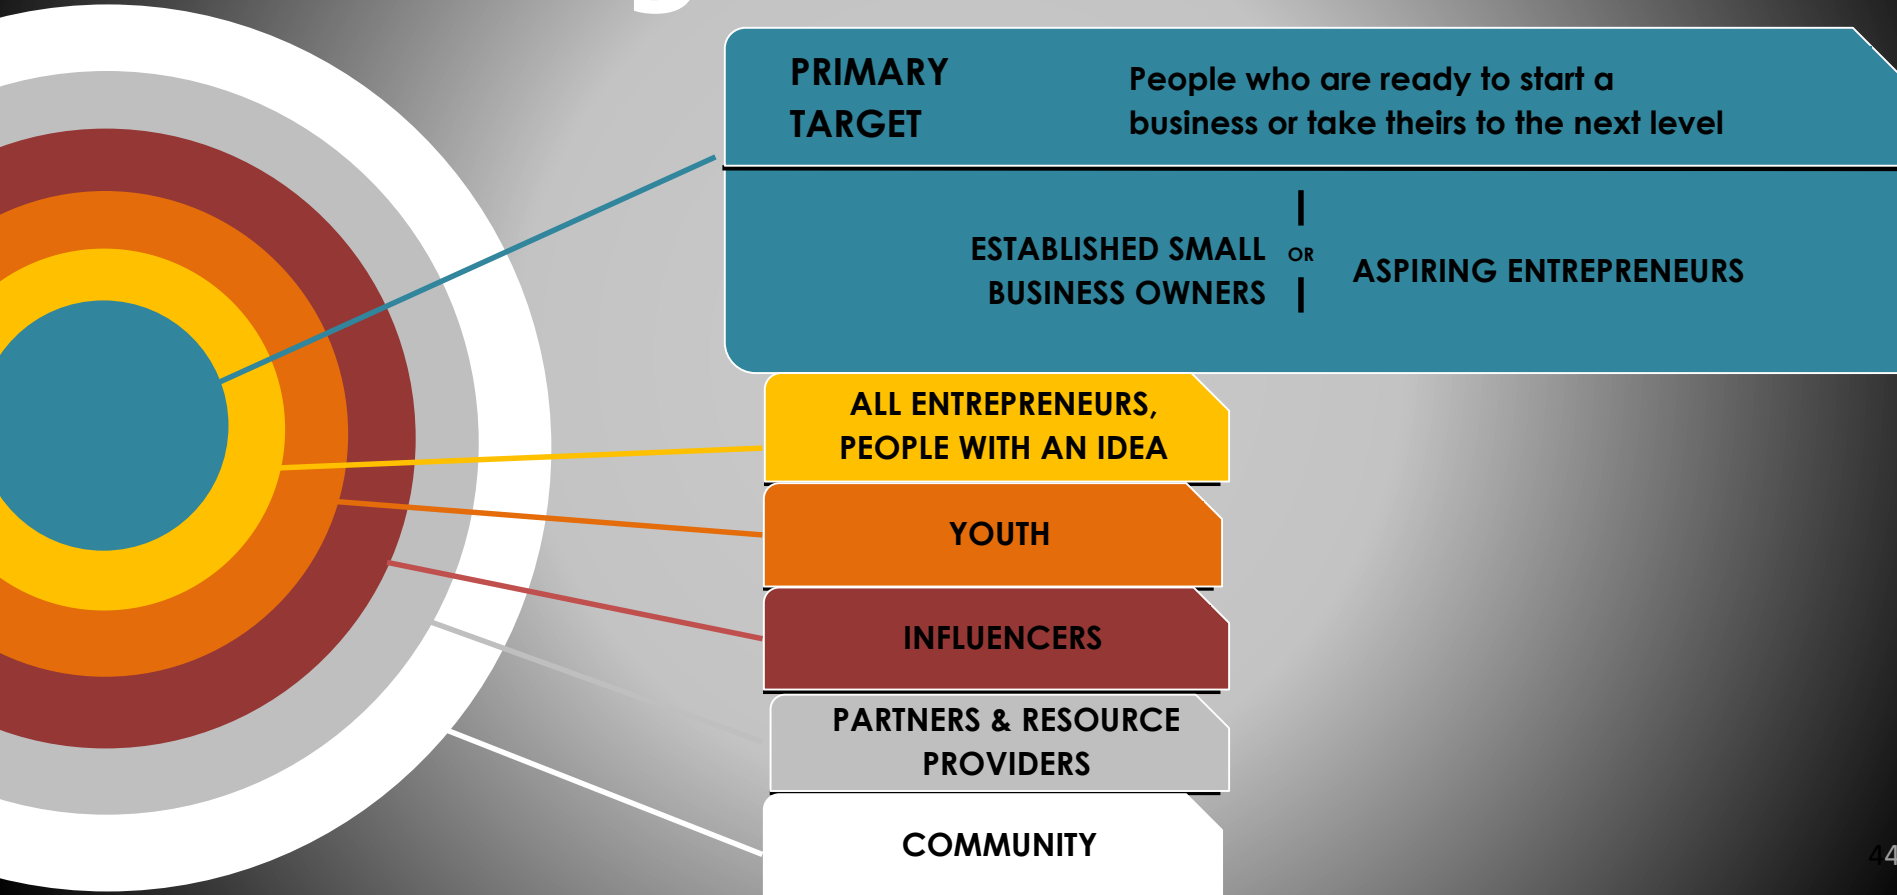 PRIMARY
TARGET
People who are ready to start a
business or take theirs to the next level
ESTABLISHED SMALL
BUSINESS OWNERS
OR
ASPIRING ENTREPRENEURS
ALL ENTREPRENEURS,
PEOPLE WITH AN IDEA
YOUTH
INFLUENCERS
PARTNERS & RESOURCE
PROVIDERS
COMMUNITY
44